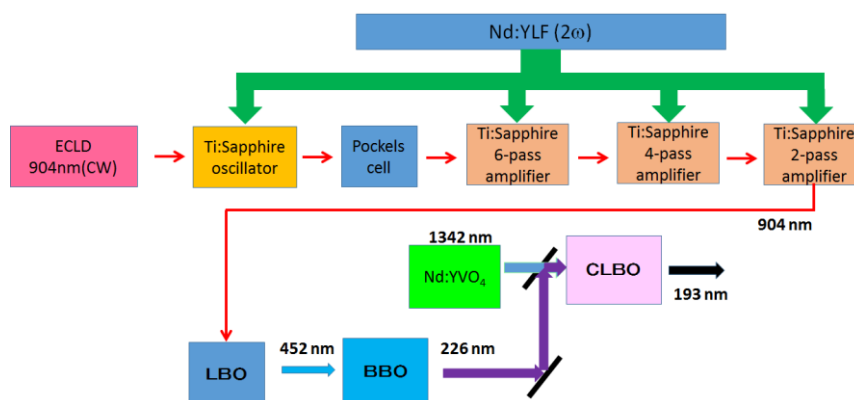 Nd:YLF (2ω)
ECLD
904nm(CW)
Ti:Sapphire
oscillator
Pockels
cell
Ti:Sapphire
6-pass
amplifier
Ti:Sapphire
4-pass
amplifier
Ti:Sapphire
2-pass
amplifier
904 nm
1342 nm
Nd:YVO₄
CLBO
193 nm
LBO
452 nm
BBO
226 nm